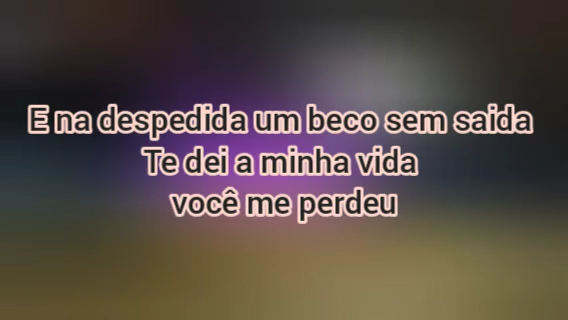 E na despedida um beco sem saida
Te dei a minha vida
você me perdeu